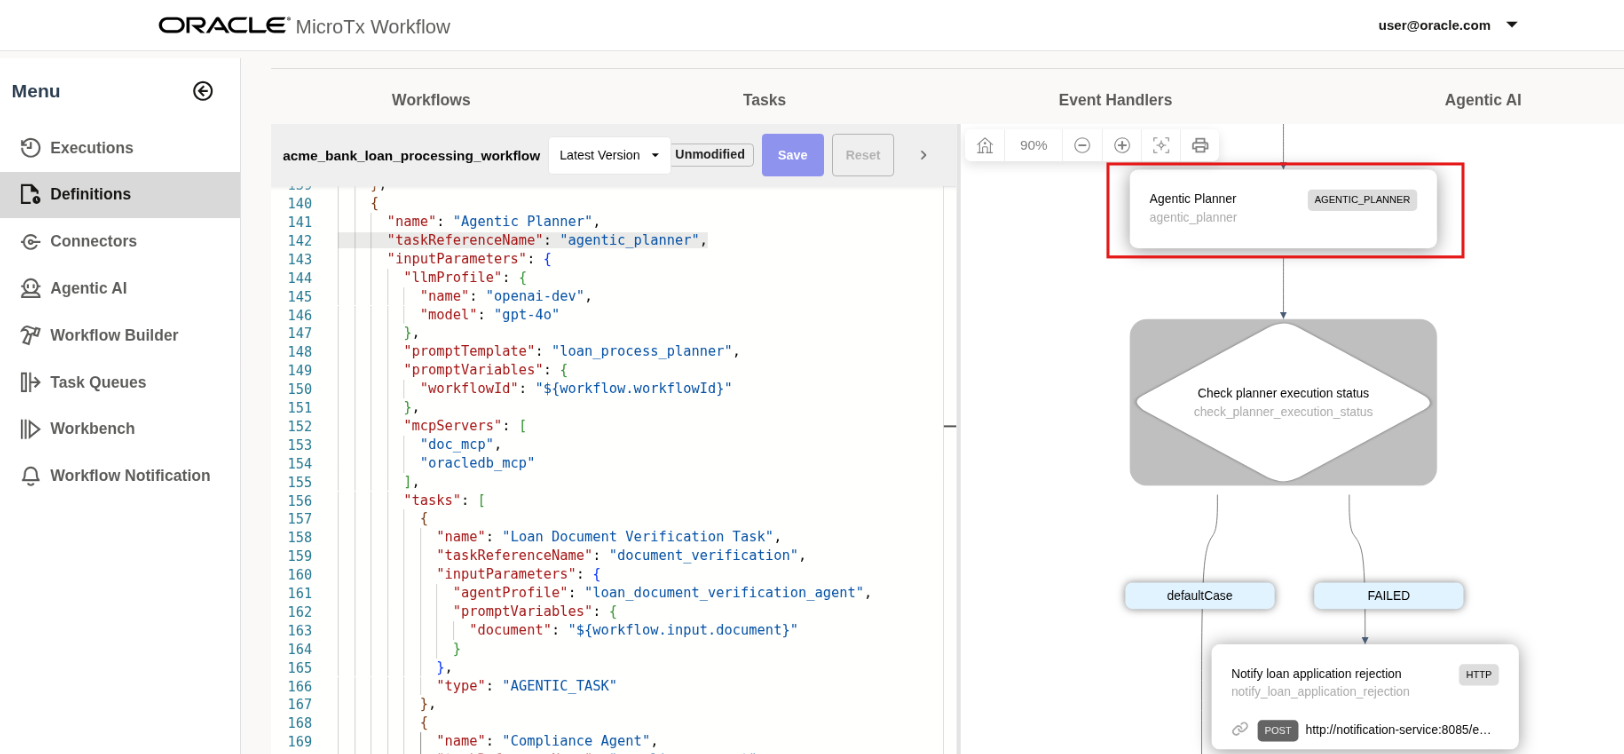 ORACLE MicroTx Workflow
user@oracle.com
Menu
Executions
Definitions
Connectors
Agentic AI
Workflow Builder
Task Queues
Workbench
Workflow Notification
Workflows
Tasks
Event Handlers
Agentic AI
acme_bank_loan_processing_workflow
Latest Version
Unmodified
Save
Reset
140 {
141 "name": "Agentic Planner",
142 "taskReferenceName": "agentic_planner",
143 "inputParameters": {
144 "llmProfile": {
145 "name": "openai-dev",
146 "model": "gpt-4o"
147 },
148 "promptTemplate": "loan_process_planner",
149 "promptVariables": {
150 "workflowId": "${workflow.workflowId}"
151 },
152 "mcpServers": [
153 "doc_mcp",
154 "oracledb_mcp"
155 ],
156 "tasks": [
157 {
158 "name": "Loan Document Verification Task",
159 "taskReferenceName": "document_verification",
160 "inputParameters": {
161 "agentProfile": "loan_document_verification_agent",
162 "promptVariables": {
163 "document": "${workflow.input.document}"
164 }
165 },
166 "type": "AGENTIC_TASK"
167 },
168 {
169 "name": "Compliance Agent",
90%
Agentic Planner
AGENTIC_PLANNER
agentic_planner
Check planner execution status
check_planner_execution_status
defaultCase
FAILED
Notify loan application rejection
HTTP
notify_loan_application_rejection
POST
http://notification-service:8085/e...